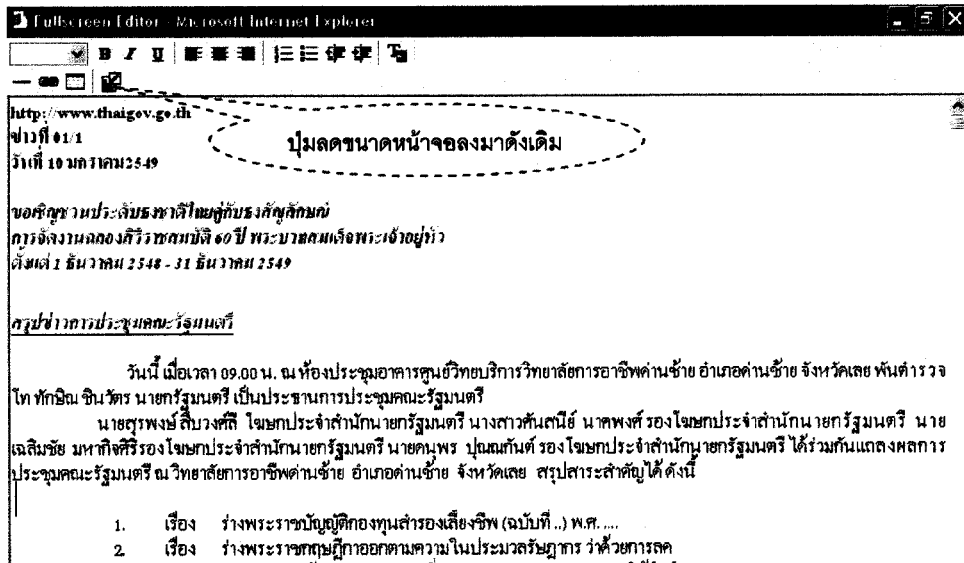 Fullscreen Editor - Microsoft Internet Explorer
B I U
http://www.thaigov.go.th
ข่าวที่ 01/1
วันที่ 10 มกราคม 2549
ปุ่มลดขนาดหน้าจอลงมาดังเดิม
ขอเชิญชวนประดับธงชาติไทยคู่กับธงสัญลักษณ์
การจัดงานฉลองสิริราชสมบัติ 60 ปี พระบาทสมเด็จพระเจ้าอยู่หัว
ตั้งแต่ 1 ธันวาคม 2548 - 31 ธันวาคม 2549
สรุปข่าวการประชุมคณะรัฐมนตรี
วันนี้ เมื่อเวลา 09.00 น. ณ ห้องประชุมอาคารศูนย์วิทยบริการวิทยาลัยการอาชีพด่านซ้าย อำเภอด่านซ้าย จังหวัดเลย พันตำรวจ
โท ทักษิณ ชินวัตร นายกรัฐมนตรี เป็นประธานการประชุมคณะรัฐมนตรี
นายสุรพงษ์ สืบวงศ์ลี โฆษกประจำสำนักนายกรัฐมนตรี นางสาวศันสนีย์ นาคพงศ์ รองโฆษกประจำสำนักนายกรัฐมนตรี นาย
เฉลิมชัย มหากิจศิริ รองโฆษกประจำสำนักนายกรัฐมนตรี นายดนุพร ปุณณกันต์ รองโฆษกประจำสำนักนายกรัฐมนตรี ได้ร่วมกันแถลงผลการ
ประชุมคณะรัฐมนตรี ณ วิทยาลัยการอาชีพด่านซ้าย อำเภอด่านซ้าย จังหวัดเลย สรุปสาระสำคัญได้ ดังนี้
1. เรื่อง ร่างพระราชบัญญัติกองทุนสำรองเลี้ยงชีพ (ฉบับที่ ..) พ.ศ. ....
2. เรื่อง ร่างพระราชกฤษฎีกาออกตามความในประมวลรัษฎากร ว่าด้วยการลด